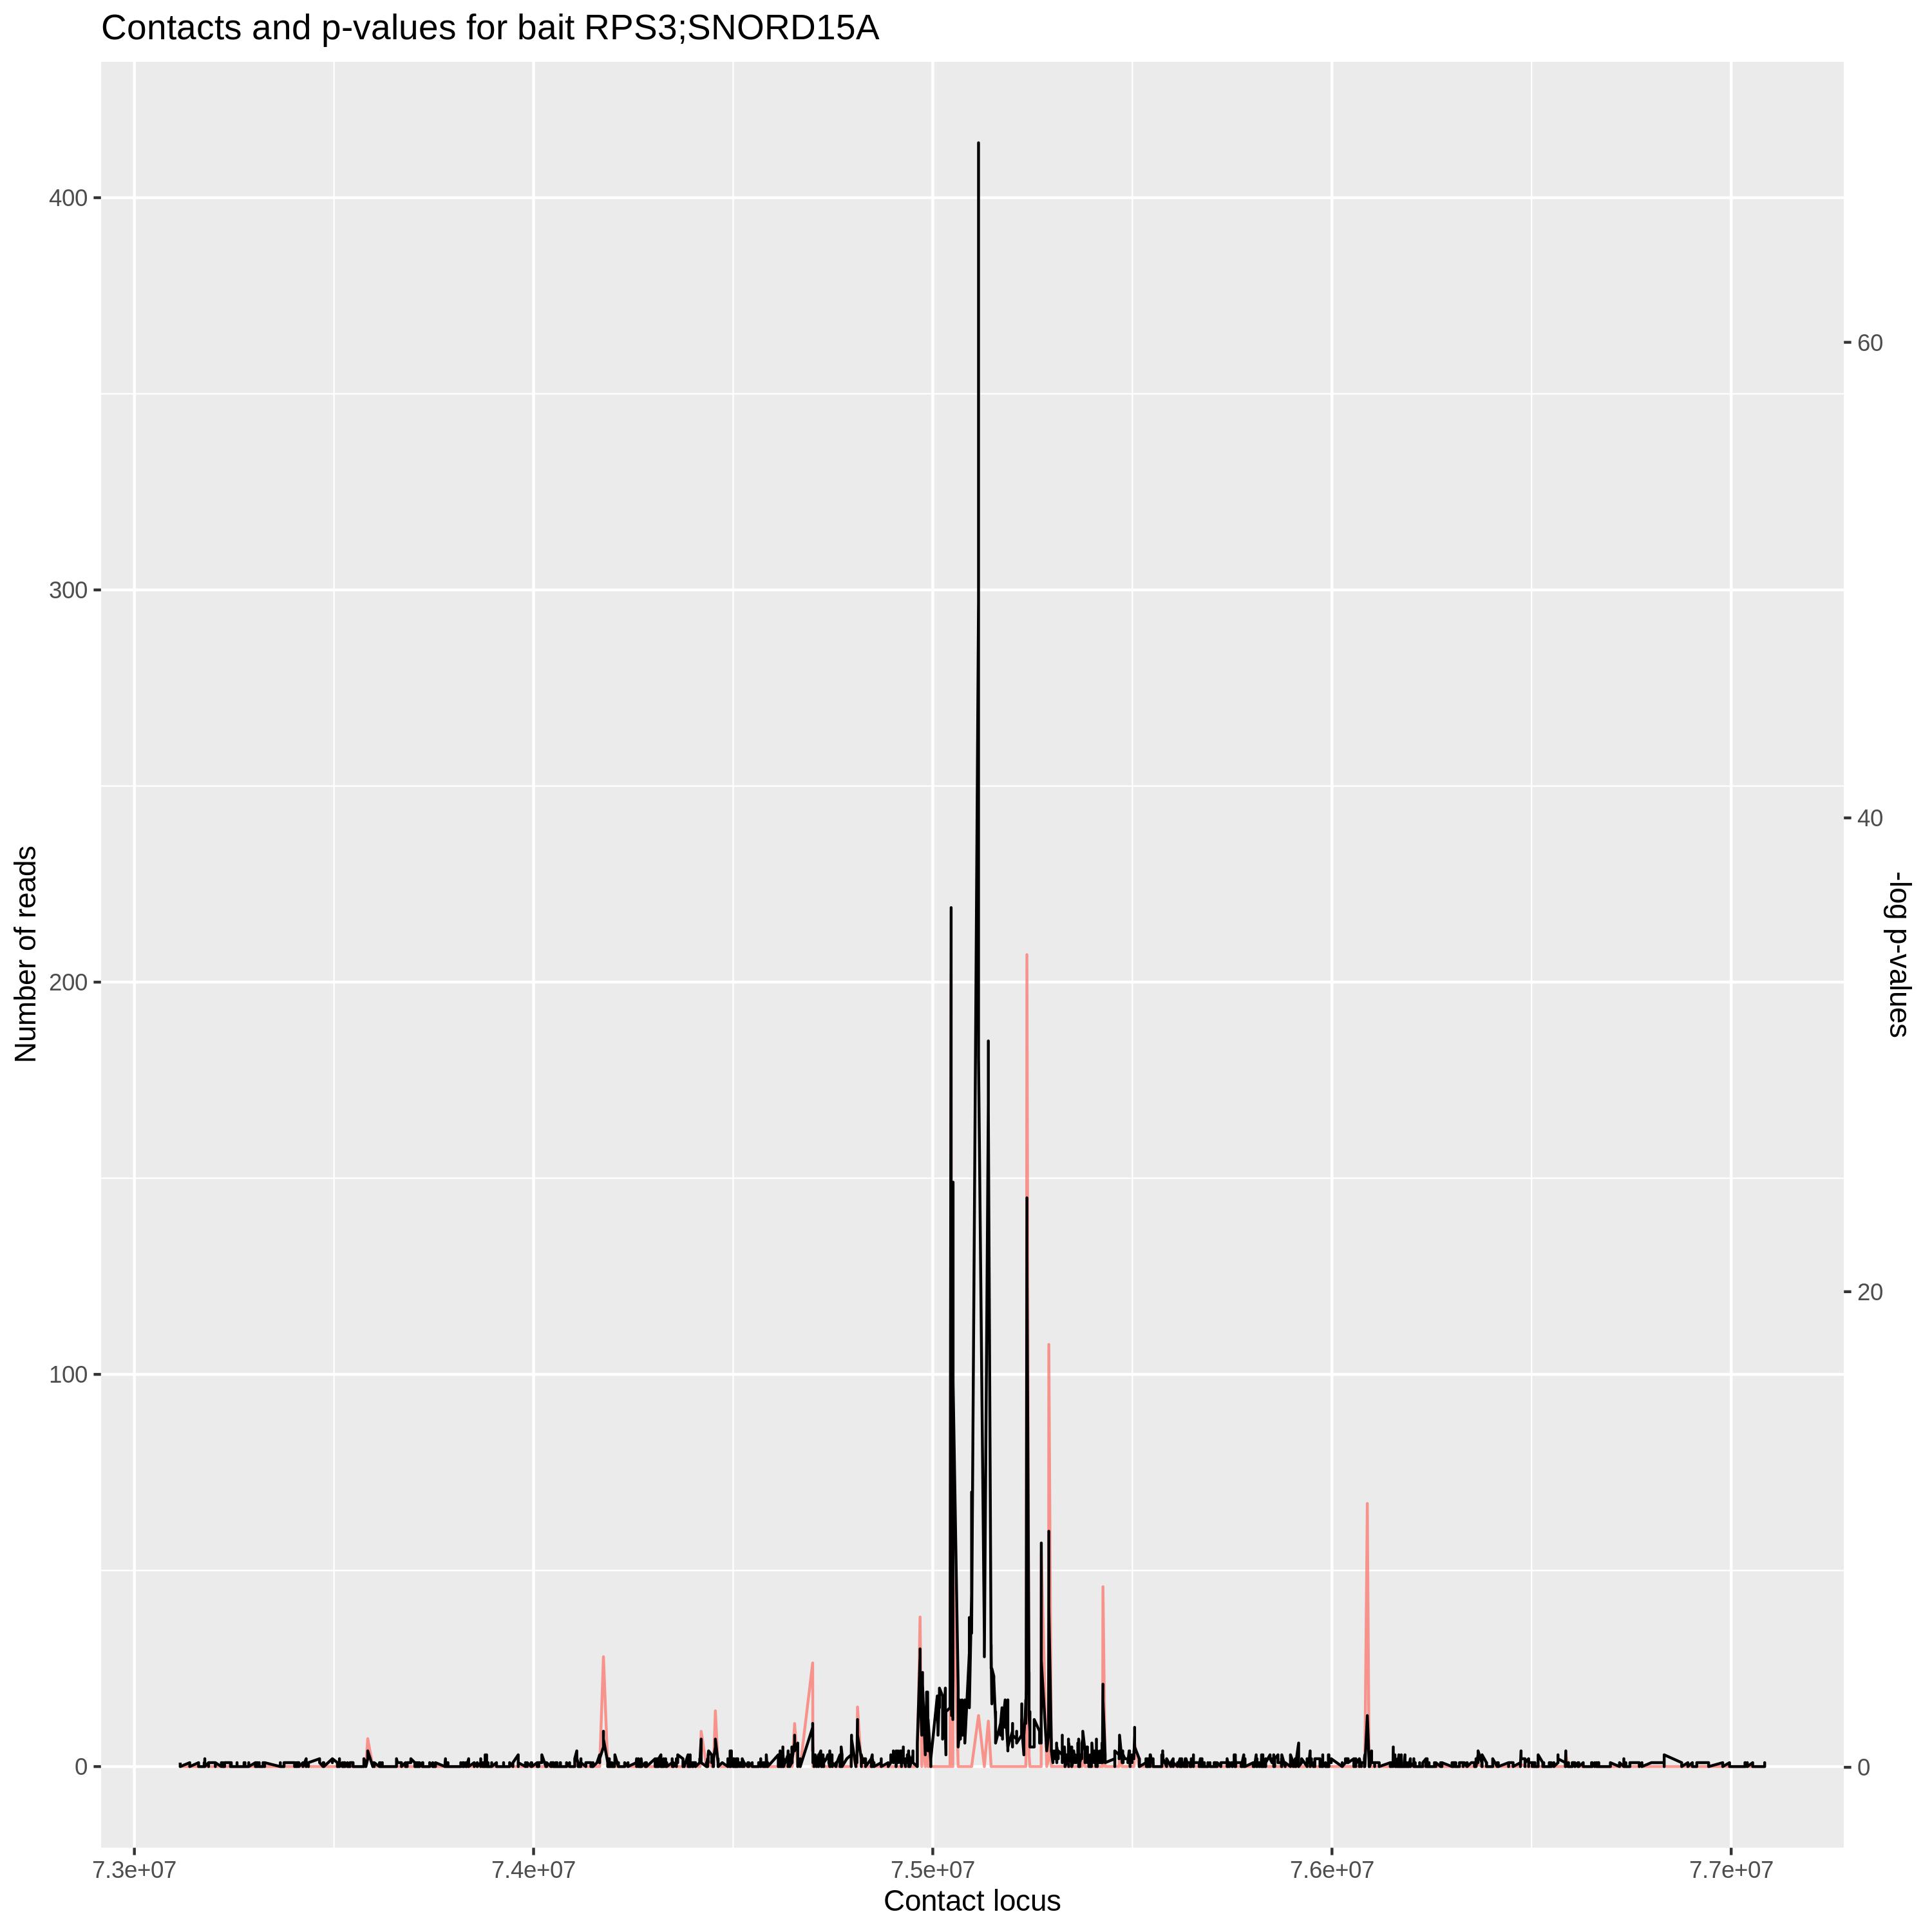 Contacts and p-values for bait RPS3;SNORD15A
400
300
200
100
0
Number of reads
60
40
20
0
-log p-values
7.3e+07
7.4e+07
7.5e+07
7.6e+07
7.7e+07
Contact locus